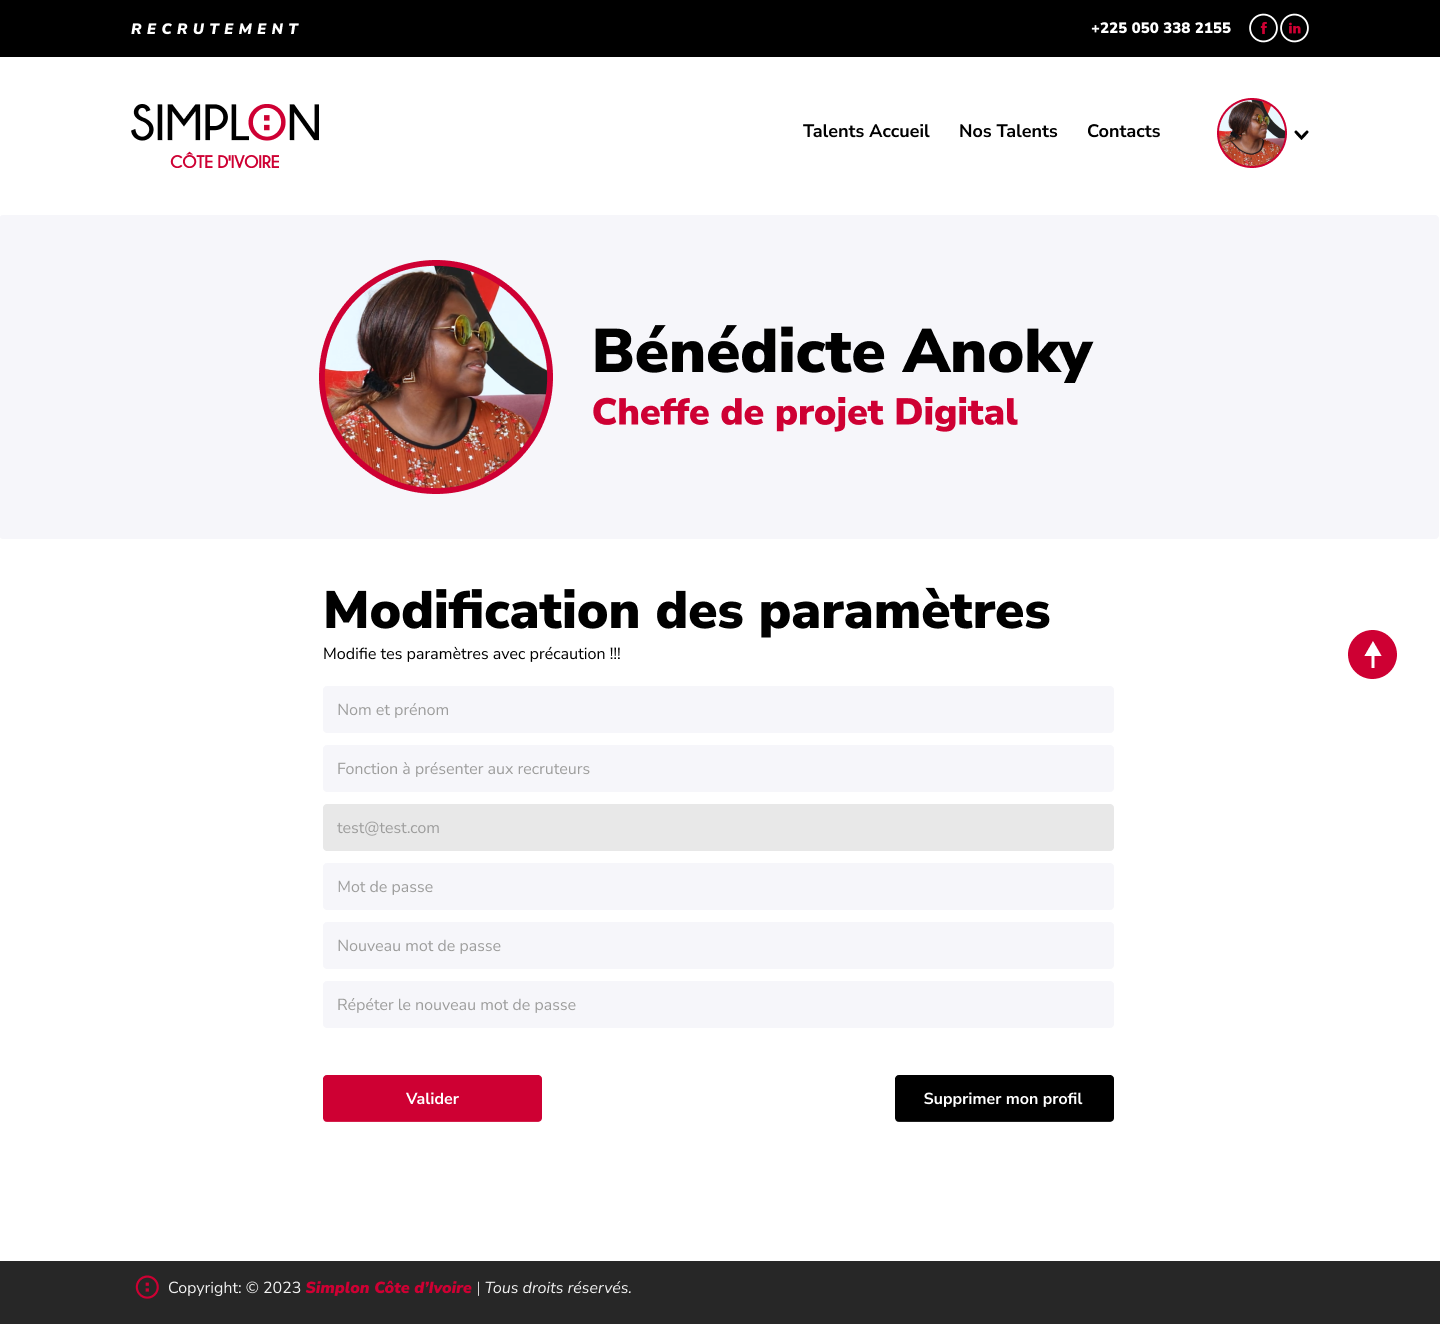 RECRUTEMENT
+225 050 338 2155
f in
SIMPLON
CÔTE D'IVOIRE
Talents Accueil Nos Talents Contacts
Bénédicte Anoky
Cheffe de projet Digital
Modification des paramètres
Modifie tes paramètres avec précaution !!!
Nom et prénom
Fonction à présenter aux recruteurs
test@test.com
Mot de passe
Nouveau mot de passe
Répéter le nouveau mot de passe
Valider Supprimer mon profil
Copyright: © 2023 Simplon Côte d'Ivoire | Tous droits réservés.